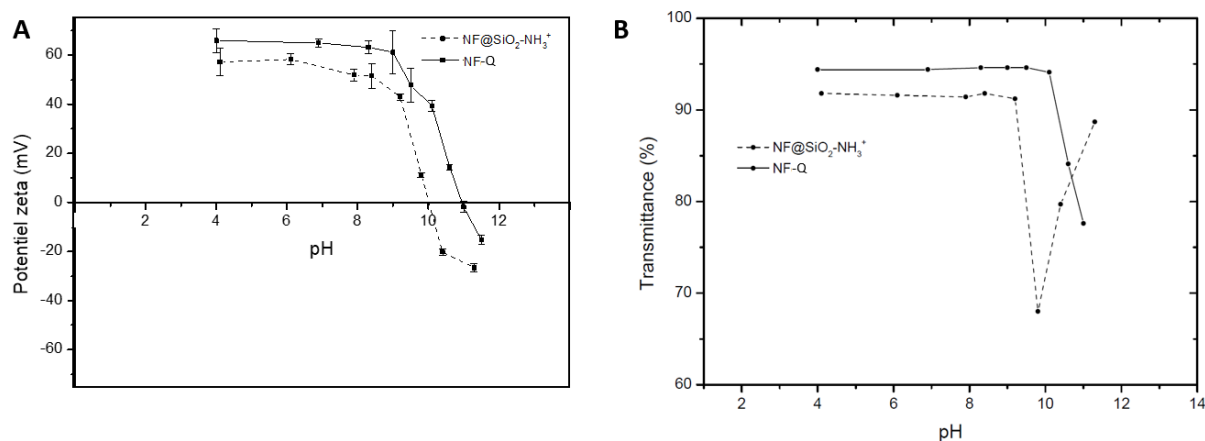 A
60
40
20
0
-20
-40
-60
2
4
6
8
10
12
Potentiel zeta (mV)
pH
NF@SiO₂-NH₃⁺
NF-Q
B
100
90
80
70
60
2
4
6
8
10
12
14
Transmittance (%)
pH
NF@SiO₂-NH₃⁺
NF-Q